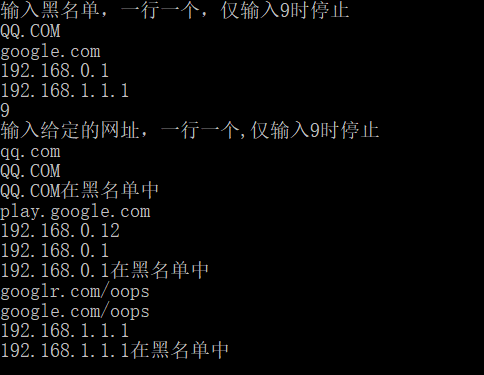 输入黑名单，一行一个，仅输入9时停止
QQ.COM
google.com
192.168.0.1
192.168.1.1.1
9
输入给定的网址，一行一个,仅输入9时停止
qq.com
QQ.COM
QQ.COM在黑名单中
play.google.com
192.168.0.12
192.168.0.1
192.168.0.1在黑名单中
googlr.com/oops
google.com/oops
192.168.1.1.1
192.168.1.1.1在黑名单中